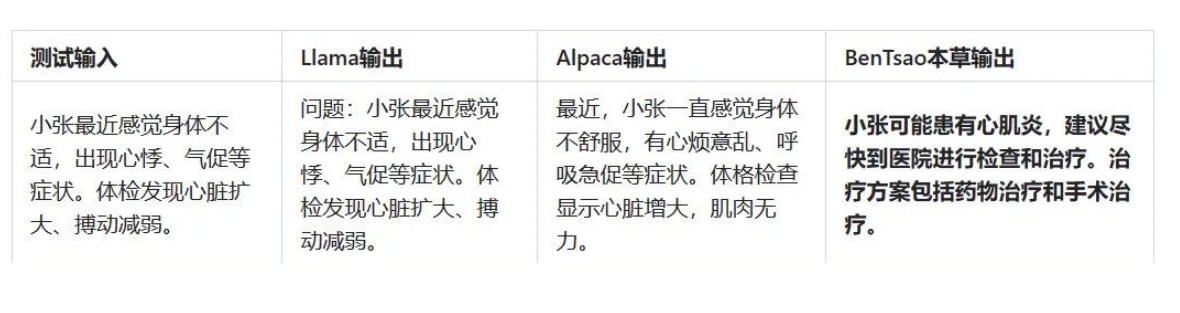 测试输入
Llama输出
Alpaca输出
BenTsao本草输出
小张最近感觉身体不
适，出现心悸、气促等
症状。体检发现心脏扩
大、搏动减弱。
问题：小张最近感觉
身体不适，出现心
悸、气促等症状。体
检发现心脏扩大、搏
动减弱。
最近，小张一直感觉身体
不舒服，有心烦意乱、呼
吸急促等症状。体格检查
显示心脏增大，肌肉无
力。
小张可能患有心肌炎，建议尽
快到医院进行检查和治疗。治
疗方案包括药物治疗和手术治
疗。